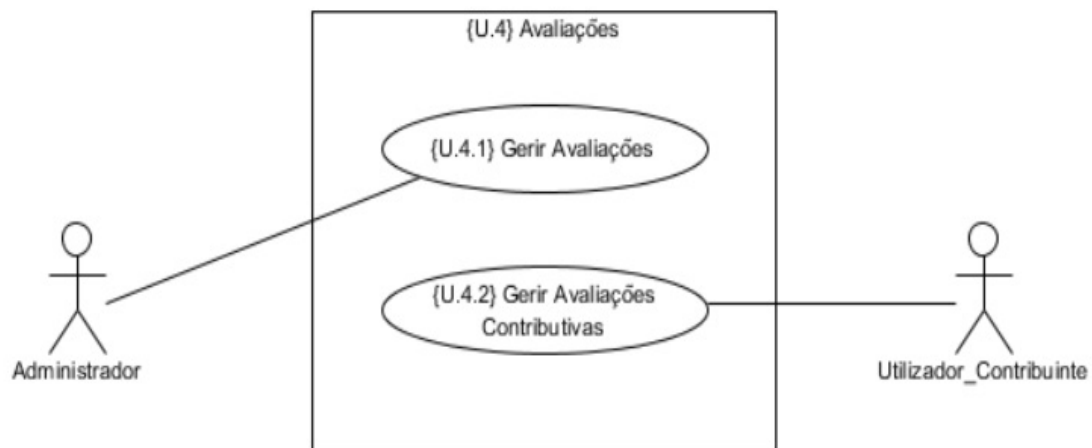 {U.4} Avaliações
{U.4.1} Gerir Avaliações
{U.4.2} Gerir Avaliações
Contributivas
Administrador
Utilizador_Contribuinte